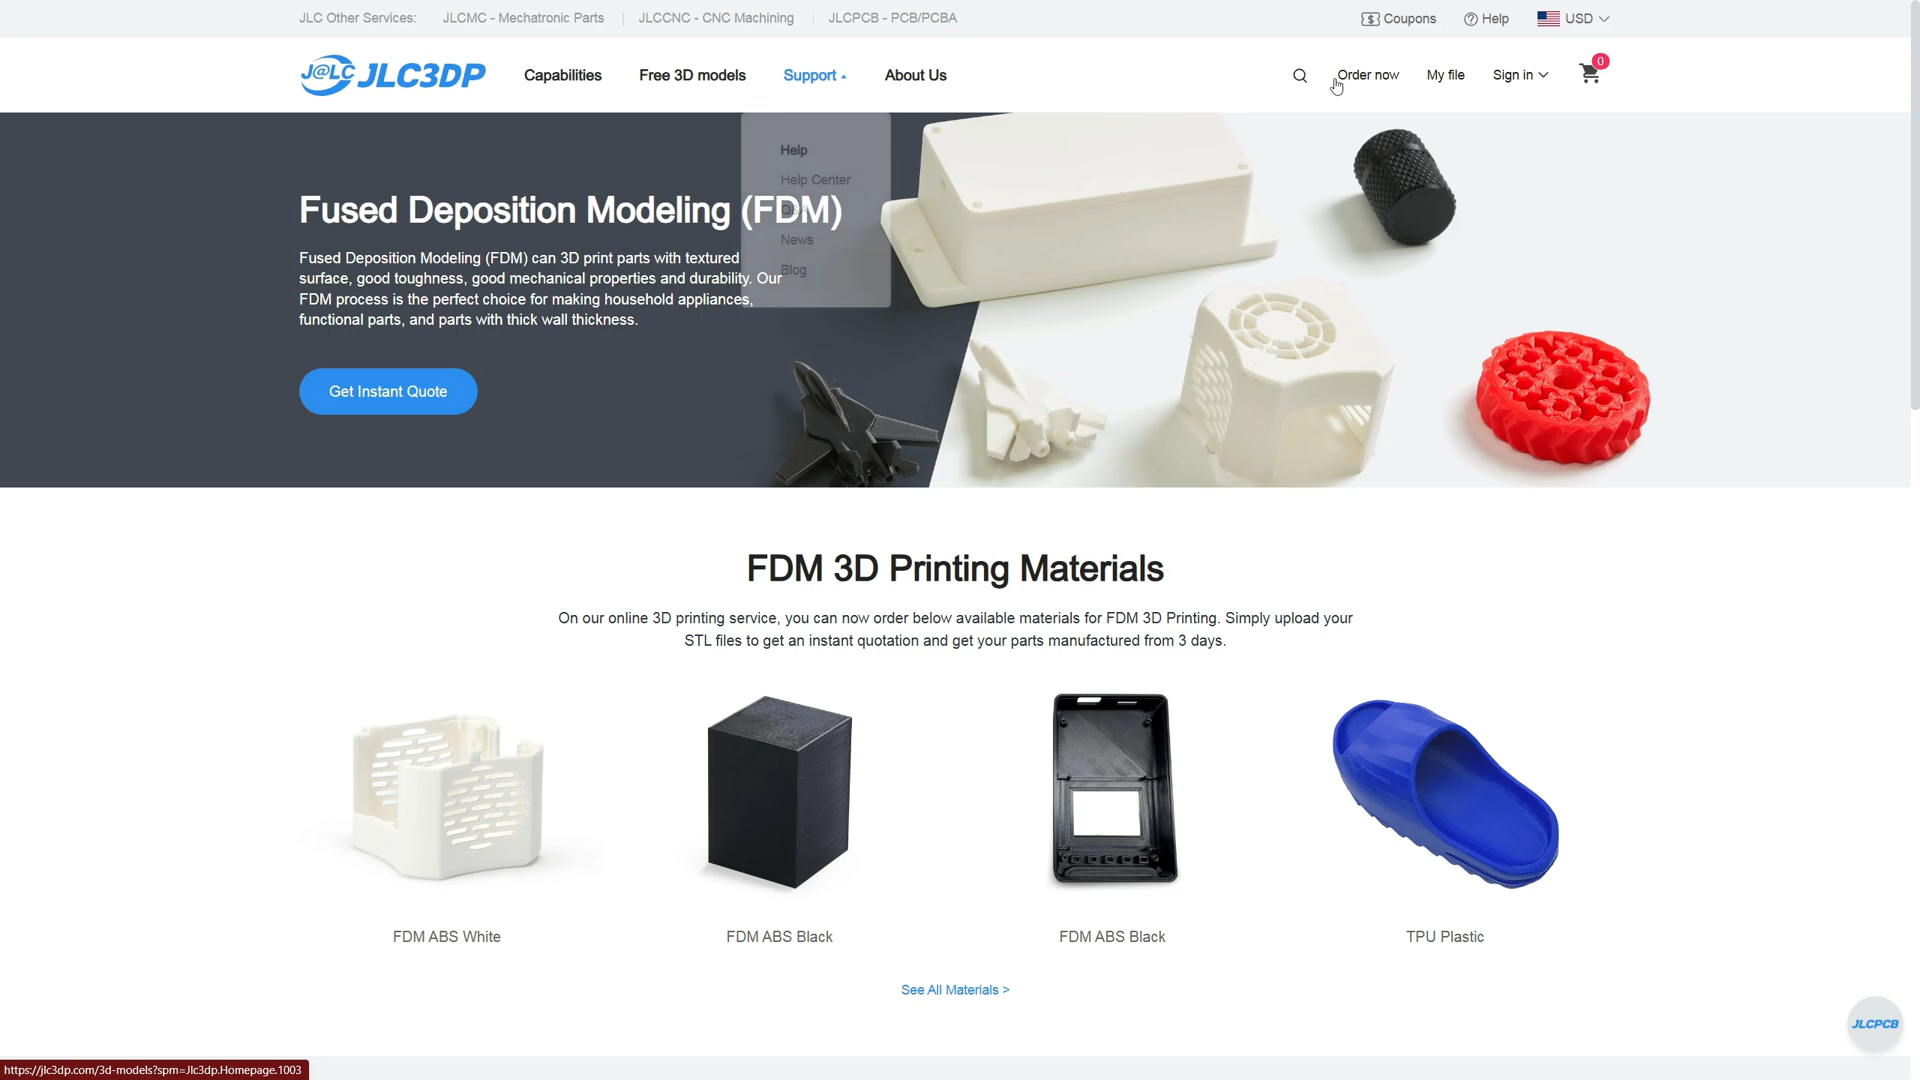 JLC Other Services:
JLCMC - Mechatronic Parts
JLCCNC - CNC Machining
JLCPCB - PCB/PCBA
Coupons
Help
USD
J@LC JLC3DP
Capabilities
Free 3D models
Support
About Us
Order now
My file
Sign in
0
Help
Help Center
News
Blog
Fused Deposition Modeling (FDM)
Fused Deposition Modeling (FDM) can 3D print parts with textured
surface, good toughness, good mechanical properties and durability. Our
FDM process is the perfect choice for making household appliances,
functional parts, and parts with thick wall thickness.
Get Instant Quote
FDM 3D Printing Materials
On our online 3D printing service, you can now order below available materials for FDM 3D Printing. Simply upload your
STL files to get an instant quotation and get your parts manufactured from 3 days.
FDM ABS White
FDM ABS Black
FDM ABS Black
TPU Plastic
See All Materials >
JLCPCB
https://jlc3dp.com/3d-models?spm=Jlc3dp.Homepage.1003